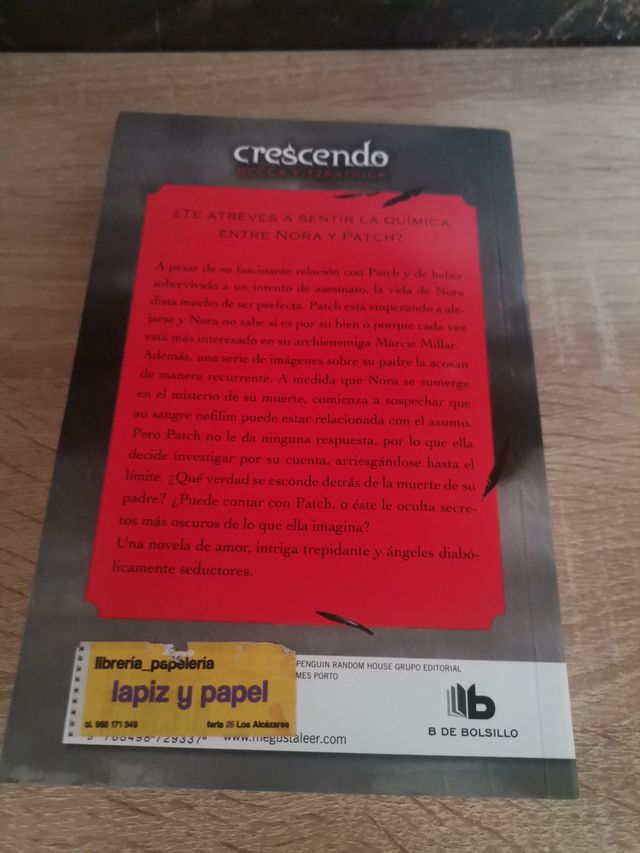 crescendo
BECCA FITZPATRICK
¿TE ATREVES A SENTIR LA QUÍMICA
ENTRE NORA Y PATCH?
A pesar de su fascinante relación con Patch y de haber
sobrevivido a un intento de asesinato, la vida de Nora
dista mucho de ser perfecta. Patch está empezando a ale-
jarse y Nora no sabe si es por su bien o porque cada vez
está más interesado en su archienemiga Marcie Millar.
Además, una serie de imágenes sobre su padre la acosan
de manera recurrente. A medida que Nora se sumerge
en el misterio de su muerte, comienza a sospechar que
su sangre nefilim puede estar relacionada con el asunto.
Pero Patch no le da ninguna respuesta, por lo que ella
decide investigar por su cuenta, arriesgándose hasta el
límite. ¿Qué verdad se esconde detrás de la muerte de su
padre? ¿Puede contar con Patch, o éste le oculta secre-
tos más oscuros de lo que ella imagina?
Una novela de amor, intriga trepidante y ángeles diabó-
licamente seductores.
librería_papelería
lapiz y papel
968 171 349 feria 25 Los Alcázares
PENGUIN RANDOM HOUSE GRUPO EDITORIAL
MES PORTO
b
B DE BOLSILLO
788498 729337
www.megustaleer.com